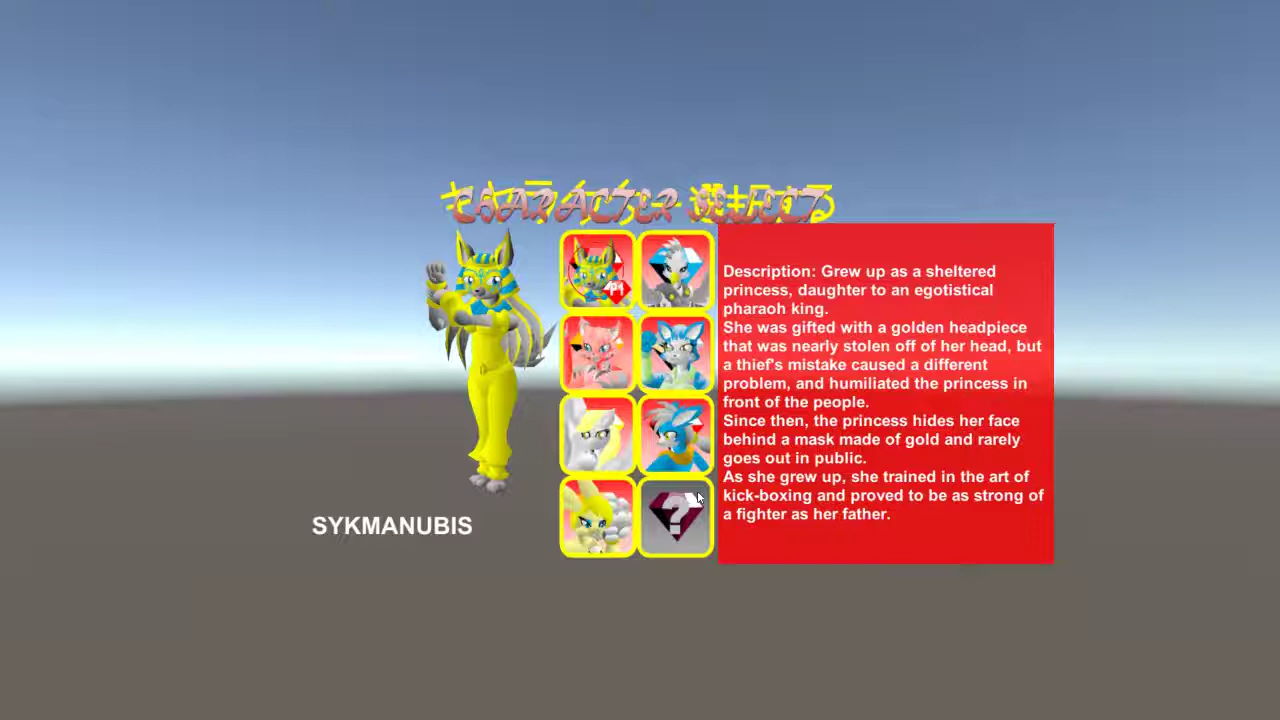 CHARACTER SELECT
P1
Description: Grew up as a sheltered
princess, daughter to an egotistical
pharaoh king.
She was gifted with a golden headpiece
that was nearly stolen off of her head, but
a thief's mistake caused a different
problem, and humiliated the princess in
front of the people.
Since then, the princess hides her face
behind a mask made of gold and rarely
goes out in public.
As she grew up, she trained in the art of
kick-boxing and proved to be as strong of
a fighter as her father.
?
SYKMANUBIS